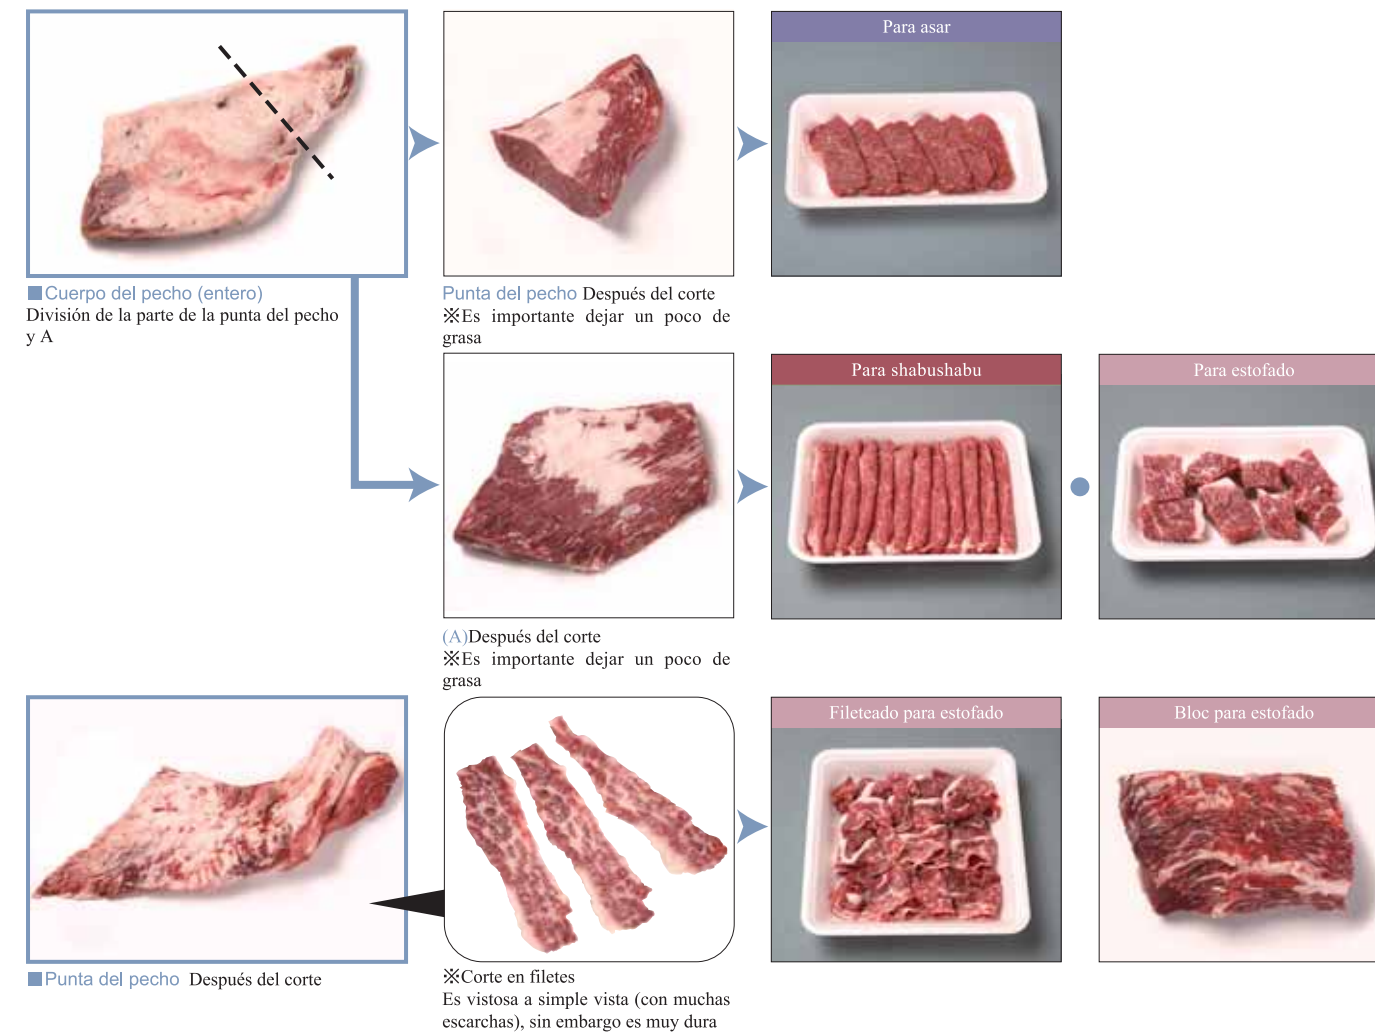 Para asar
■Cuerpo del pecho (entero)
División de la parte de la punta del pecho
y A
Punta del pecho Después del corte
※Es importante dejar un poco de
grasa
Para shabushabu
Para estofado
(A)Después del corte
※Es importante dejar un poco de
grasa
Fileteado para estofado
Bloc para estofado
■Punta del pecho Después del corte
※Corte en filetes
Es vistosa a simple vista (con muchas
escarchas), sin embargo es muy dura